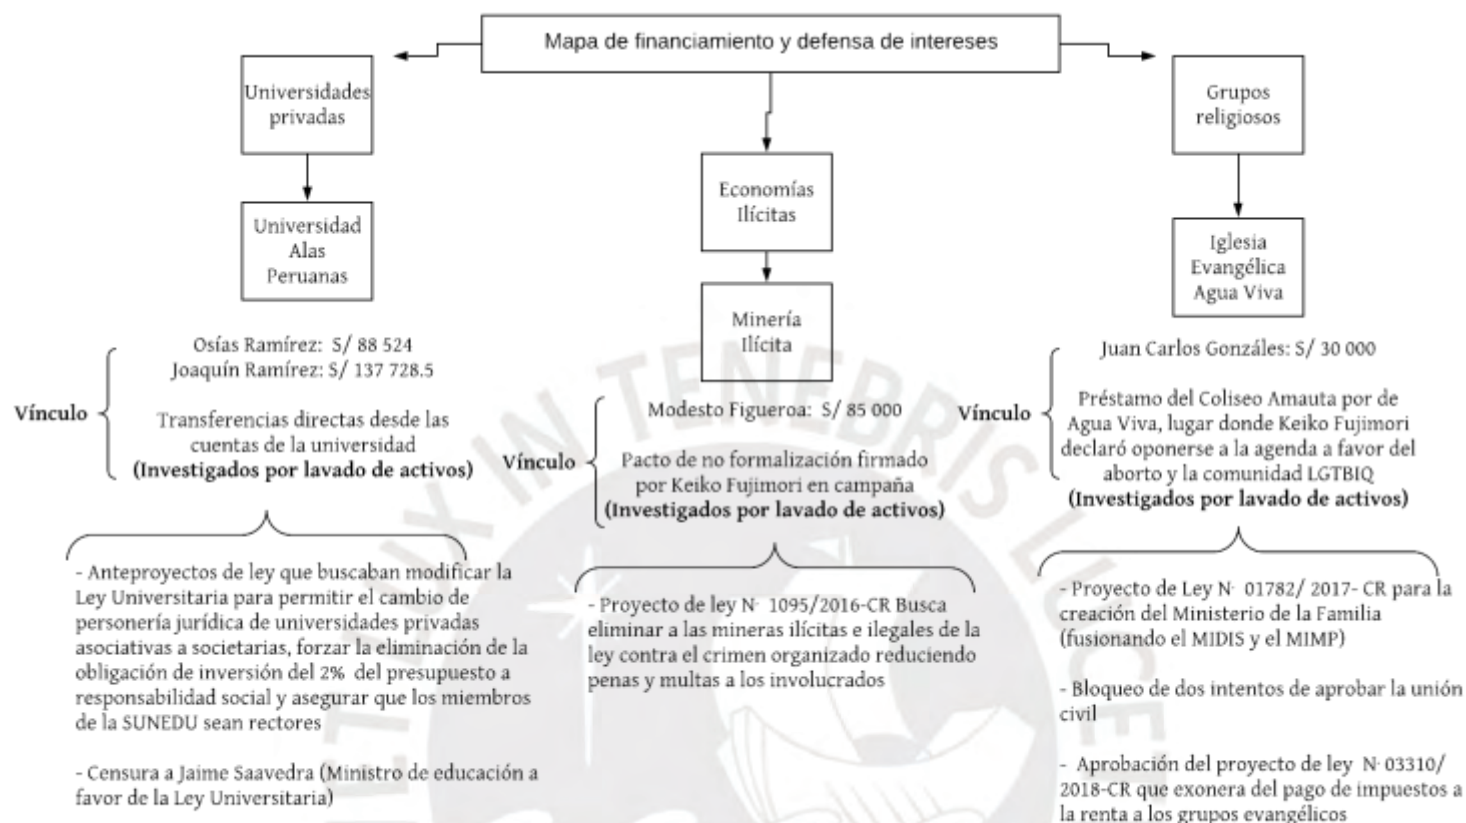 Mapa de financiamiento y defensa de intereses
Universidades
privadas
Universidad
Alas
Peruanas
Vínculo
Osías Ramírez: S/ 88 524
Joaquín Ramírez: S/ 137 728.5
Transferencias directas desde las
cuentas de la universidad
(Investigados por lavado de activos)
- Anteproyectos de ley que buscaban modificar la
Ley Universitaria para permitir el cambio de
personería jurídica de universidades privadas
asociativas a societarias, forzar la eliminación de la
obligación de inversión del 2% del presupuesto a
responsabilidad social y asegurar que los miembros
de la SUNEDU sean rectores
- Censura a Jaime Saavedra (Ministro de educación a
favor de la Ley Universitaria)
Economías
Ilícitas
Minería
Ilícita
Vínculo
Modesto Figueroa: S/ 85 000
Pacto de no formalización firmado
por Keiko Fujimori en campaña
(Investigados por lavado de activos)
- Proyecto de ley N· 1095/2016-CR Busca
eliminar a las mineras ilícitas e ilegales de la
ley contra el crimen organizado reduciendo
penas y multas a los involucrados
Grupos
religiosos
Iglesia
Evangélica
Agua Viva
Vínculo
Juan Carlos Gonzáles: S/ 30 000
Préstamo del Coliseo Amauta por de
Agua Viva, lugar donde Keiko Fujimori
declaró oponerse a la agenda a favor del
aborto y la comunidad LGTBIQ
(Investigados por lavado de activos)
- Proyecto de Ley N· 01782/ 2017- CR para la
creación del Ministerio de la Familia
(fusionando el MIDIS y el MIMP)
- Bloqueo de dos intentos de aprobar la unión
civil
- Aprobación del proyecto de ley N· 03310/
2018-CR que exonera del pago de impuestos a
la renta a los grupos evangélicos
ET LUX IN TENEBRIS LUCET